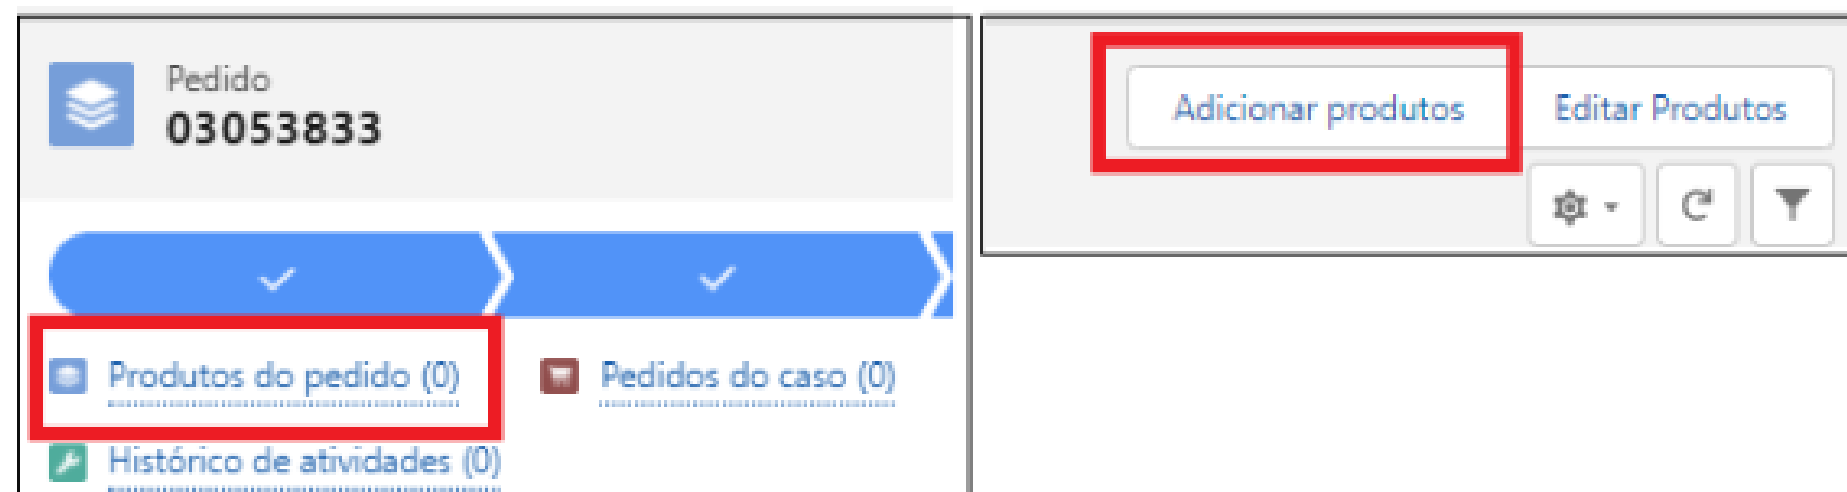 Pedido
03053833
Produtos do pedido (0)
Pedidos do caso (0)
Histórico de atividades (0)
Adicionar produtos
Editar Produtos